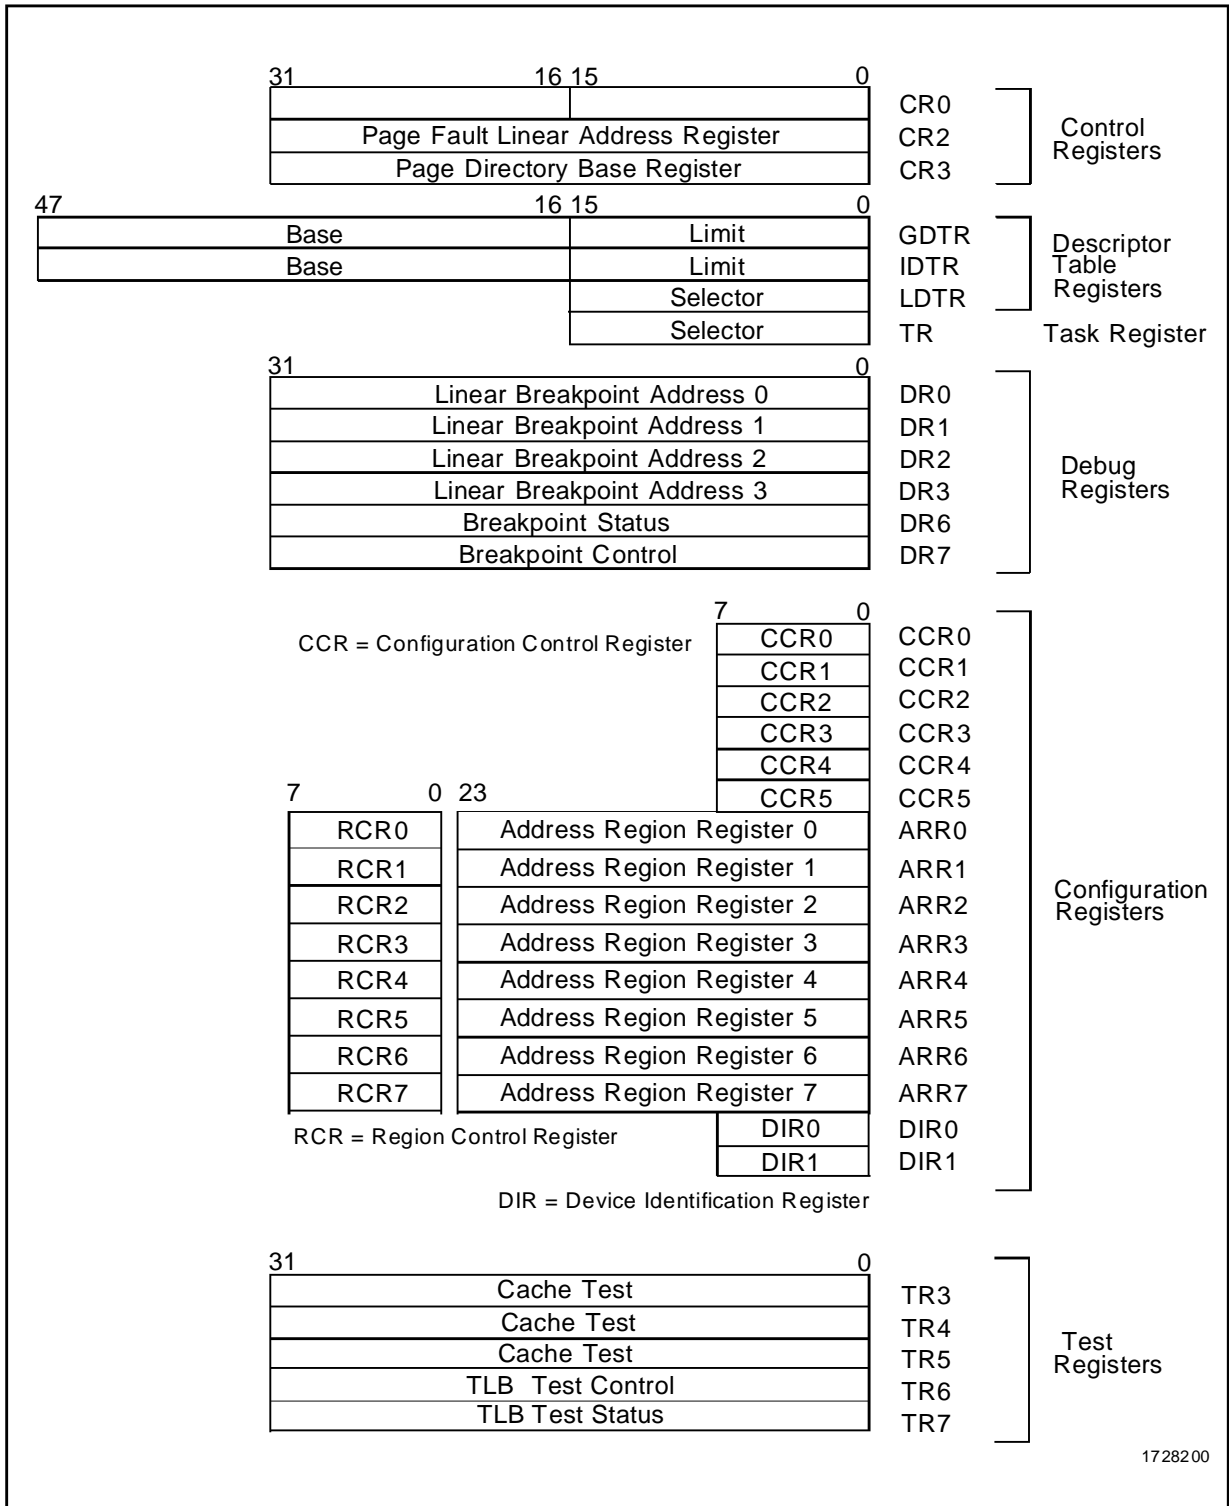 31 16 15 0
CR0
Page Fault Linear Address Register CR2
Page Directory Base Register CR3
Control
Registers
47 16 15 0
Base Limit GDTR
Base Limit IDTR
Selector LDTR
Descriptor
Table
Registers
Selector TR Task Register
31 0
Linear Breakpoint Address 0 DR0
Linear Breakpoint Address 1 DR1
Linear Breakpoint Address 2 DR2
Linear Breakpoint Address 3 DR3
Breakpoint Status DR6
Breakpoint Control DR7
Debug
Registers
7 0
CCR = Configuration Control Register CCR0 CCR0
CCR1 CCR1
CCR2 CCR2
CCR3 CCR3
CCR4 CCR4
CCR5 CCR5
7 0 23
RCR0 Address Region Register 0 ARR0
RCR1 Address Region Register 1 ARR1
RCR2 Address Region Register 2 ARR2
RCR3 Address Region Register 3 ARR3
RCR4 Address Region Register 4 ARR4
RCR5 Address Region Register 5 ARR5
RCR6 Address Region Register 6 ARR6
RCR7 Address Region Register 7 ARR7
Configuration
Registers
RCR = Region Control Register DIR0 DIR0
DIR1 DIR1
DIR = Device Identification Register
31 0
Cache Test TR3
Cache Test TR4
Cache Test TR5
TLB Test Control TR6
TLB Test Status TR7
Test
Registers
1728200